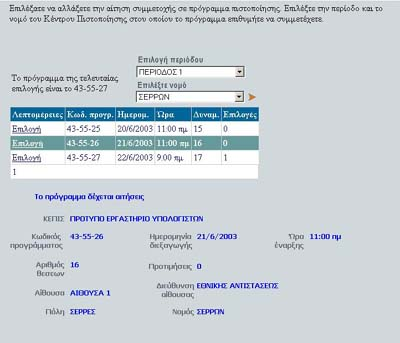 Επιλέξατε να αλλάξετε την αίτηση συμμετοχής σε πρόγραμμα πιστοποίησης. Επιλέξτε την περίοδο και το
νομό του Κέντρου Πιστοποίησης στου οποίου το πρόγραμμα επιθυμήτε να συμμετέχετε.
Επιλογή περιόδου
ΠΕΡΙΟΔΟΣ 1
Το πρόγραμμα της τελευταίας
επιλογής είναι το 43-55-27
Επιλέξτε νομό
ΣΕΡΡΩΝ
Λεπτομερειες Κωδ. προγρ. Ημερομ. Ώρα Δυναμ. Επιλογες
Επιλογή 43-55-25 20/6/2003 11:00 πμ 15 0
Επιλογή 43-55-26 21/6/2003 11:00 πμ 16 0
Επιλογή 43-55-27 22/6/2003 9:00 πμ 17 1
1
Το πρόγραμμα δέχεται αιτήσεις
ΚΕΠΙΣ ΠΡΟΤΥΠΟ ΕΡΓΑΣΤΗΡΙΟ ΥΠΟΛΟΓΙΣΤΩΝ
Κωδικός προγράμματος 43-55-26 Ημερομηνία διεξαγωγής 21/6/2003 Ώρα έναρξης 11:00 πμ
Αριθμός θεσεων 16 Προτιμήσεις 0
Αίθουσα ΑΙΘΟΥΣΑ 1 Διεύθυνση αίθουσας ΕΘΝΙΚΗΣ ΑΝΤΙΣΤΑΣΕΩΣ
Πόλη ΣΕΡΡΕΣ Νομός ΣΕΡΡΩΝ